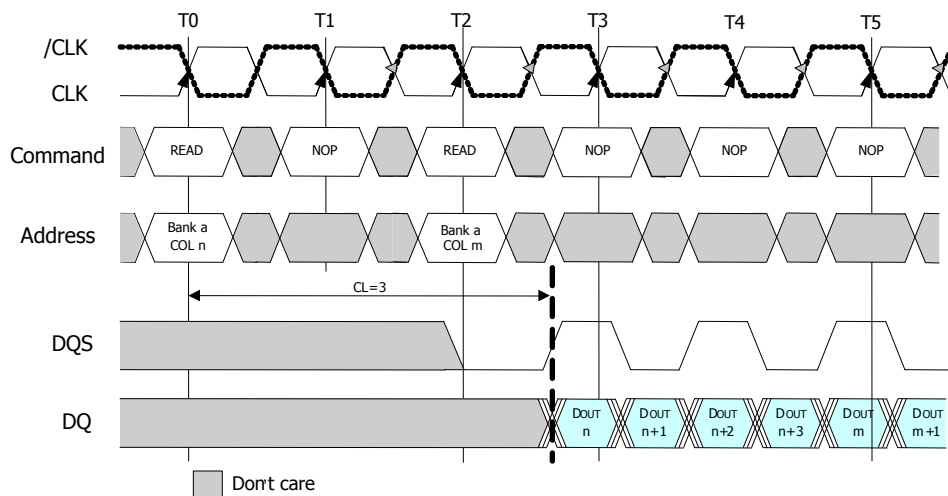 T0 T1 T2 T3 T4 T5
/CLK
CLK
Command READ NOP READ NOP NOP NOP
Address Bank a COL n Bank a COL m
CL=3
DQS
DQ DOUT n DOUT n+1 DOUT n+2 DOUT n+3 DOUT m DOUT m+1
Don't care